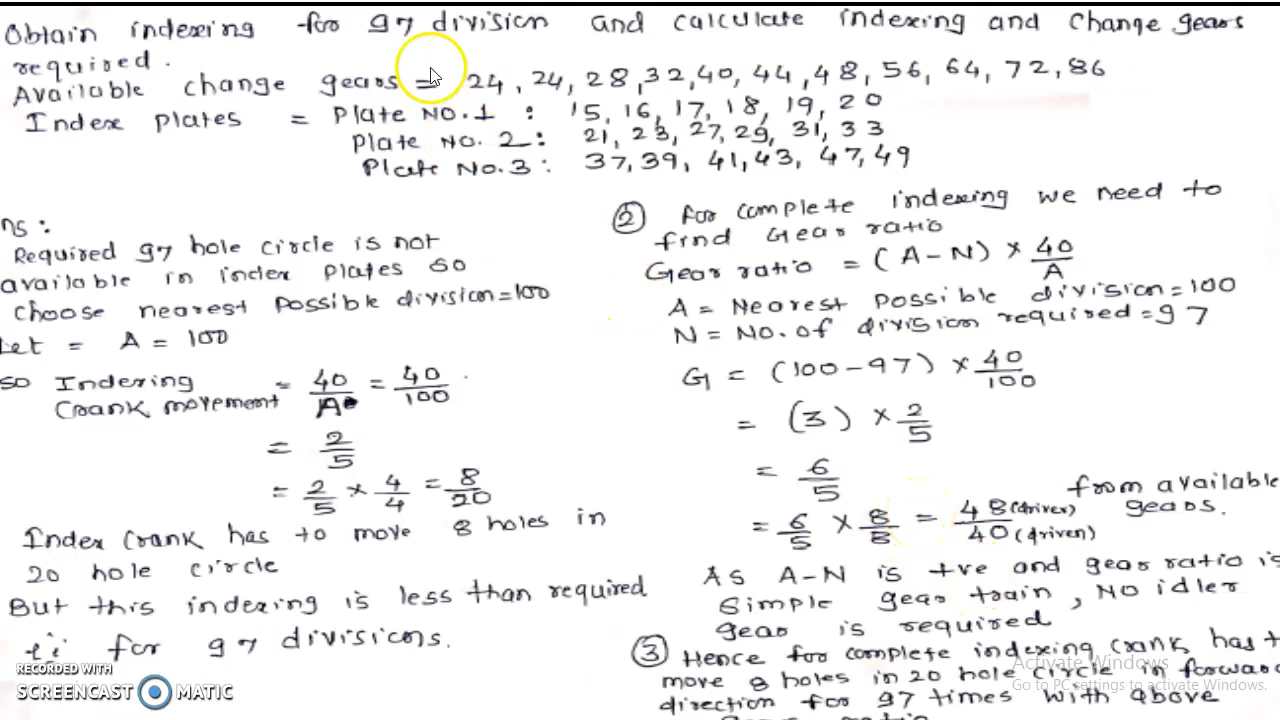 Obtain indexing for 97 division and calculate indexing and change gears
required.
Available change gears = 24, 24, 28, 32, 40, 44, 48, 56, 64, 72, 86
Index plates = Plate No. 1 : 15, 16, 17, 18, 19, 20
Plate No. 2 : 21, 23, 27, 29, 31, 33
Plate No. 3 : 37, 39, 41, 43, 47, 49
ns :
Required 97 hole circle is not
available in index plates so
choose nearest possible division = 100
Let = A = 100
so Indexing
Crank movement = 40/A = 40/100
= 2/5
= 2/5 × 4/4 = 8/20
Index crank has to move 8 holes in
20 hole circle
But this indexing is less than required
ie for 97 divisions.
② for complete indexing we need to
find Gear ratio
Gear ratio = (A - N) × 40/A
A = Nearest possible division = 100
N = No. of division required = 97
G = (100 - 97) × 40/100
= (3) × 2/5
= 6/5
= 6/5 × 8/8 = 48 (driver)/40 (driven) from available gears.
As A-N is +ve and gear ratio is
simple gear train, No idler
gear is required
③ Hence for complete indexing crank has t
move 8 holes in 20 hole circle in forward
direction for 97 times with above
gear ratio
Activate Windows
Go to PC settings to activate Windows.
RECORDED WITH
SCREENCAST MATIC